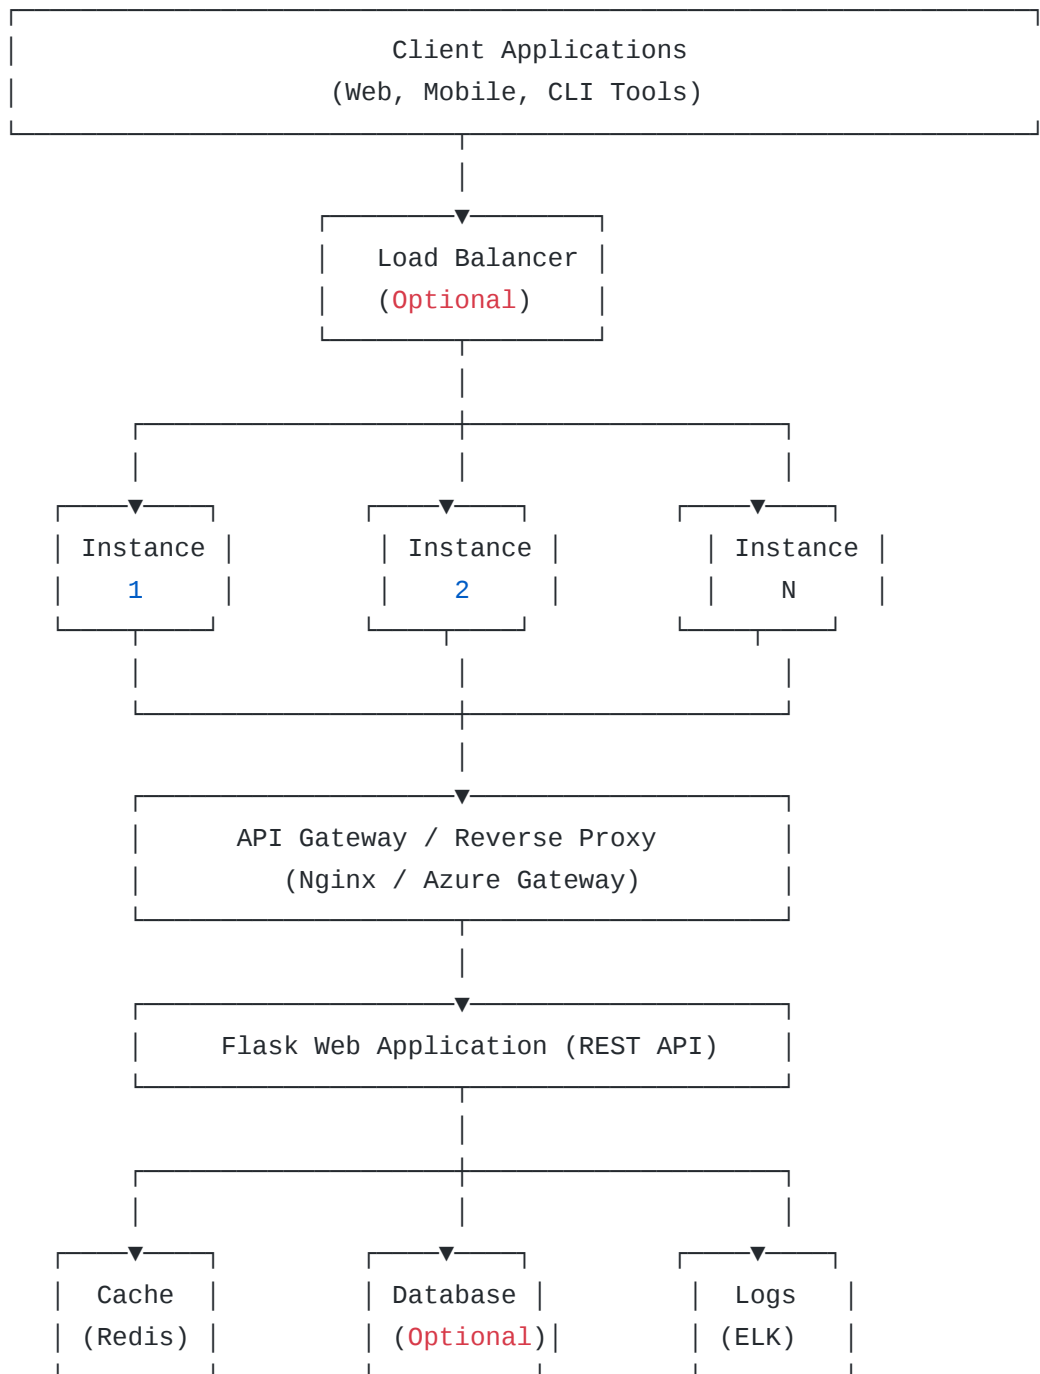 Client Applications
(Web, Mobile, CLI Tools)
Load Balancer
(Optional)
Instance Instance Instance
1 2 N
API Gateway / Reverse Proxy
(Nginx / Azure Gateway)
Flask Web Application (REST API)
Cache Database Logs
(Redis) (Optional) (ELK)